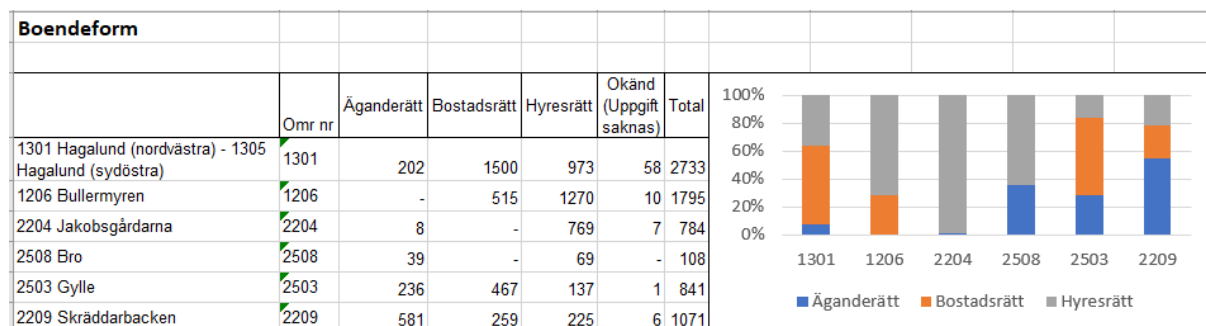 Boendeform
Omr nr Äganderätt Bostadsrätt Hyresrätt Okänd (Uppgift saknas) Total
1301 Hagalund (nordvästra) - 1305 Hagalund (sydöstra) 1301 202 1500 973 58 2733
1206 Bullermyren 1206 - 515 1270 10 1795
2204 Jakobsgårdarna 2204 8 - 769 7 784
2508 Bro 2508 39 - 69 - 108
2503 Gylle 2503 236 467 137 1 841
2209 Skräddarbacken 2209 581 259 225 6 1071
100%
80%
60%
40%
20%
0%
1301 1206 2204 2508 2503 2209
Äganderätt Bostadsrätt Hyresrätt